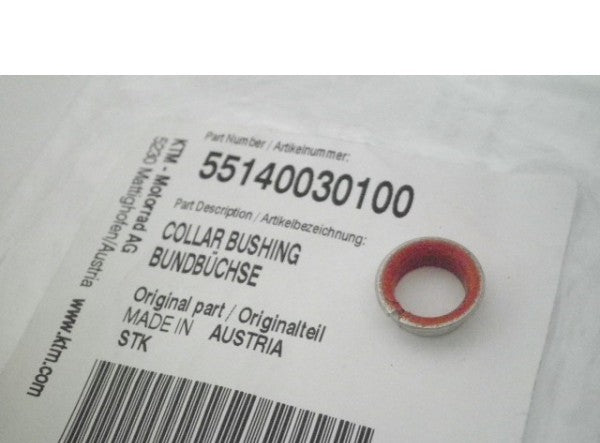 Part Number / Artikelnummer:
55140030100
Part Description / Artikelbezeichnung:
COLLAR BUSHING
BUNDBÜCHSE
Original part / Originalteil
MADE IN AUSTRIA
STK
KTM - Motorrad AG
5230 Mattighofen/Austria www.ktm.com